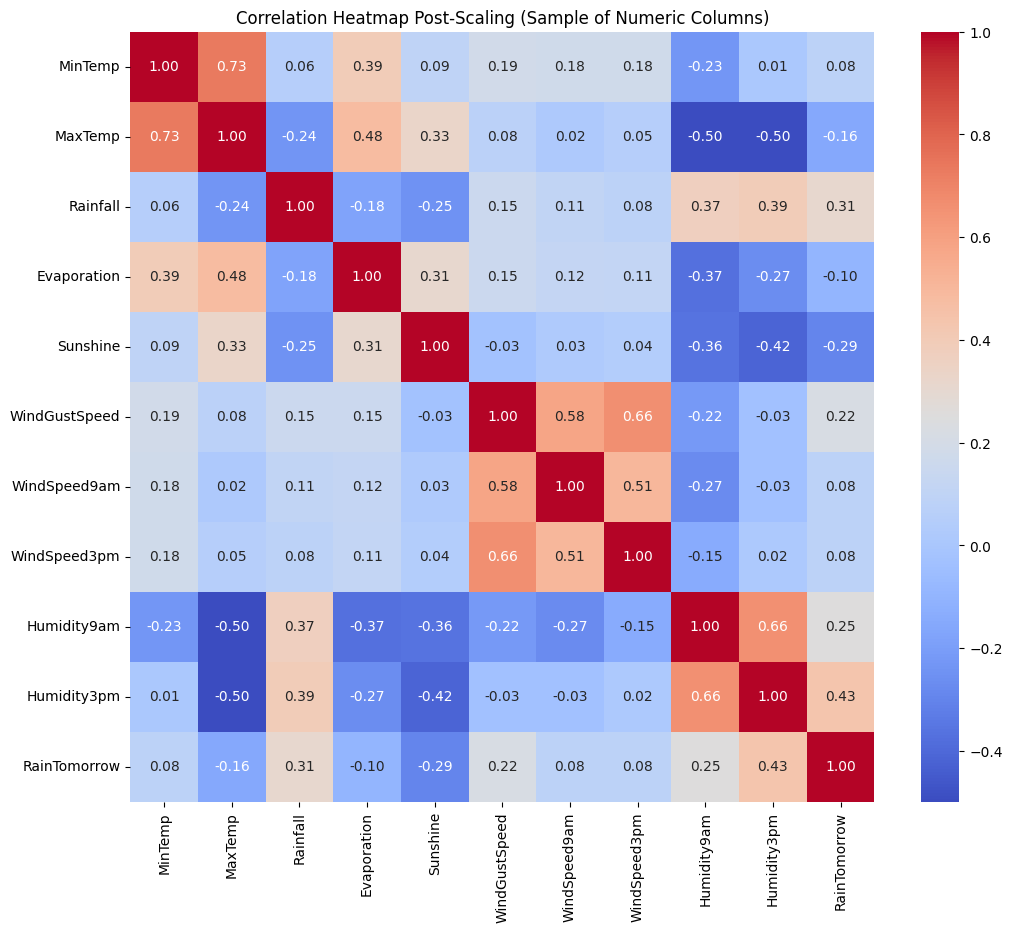 Correlation Heatmap Post-Scaling (Sample of Numeric Columns)
MinTemp 1.00 0.73 0.06 0.39 0.09 0.19 0.18 0.18 -0.23 0.01 0.08
MaxTemp 0.73 1.00 -0.24 0.48 0.33 0.08 0.02 0.05 -0.50 -0.50 -0.16
Rainfall 0.06 -0.24 1.00 -0.18 -0.25 0.15 0.11 0.08 0.37 0.39 0.31
Evaporation 0.39 0.48 -0.18 1.00 0.31 0.15 0.12 0.11 -0.37 -0.27 -0.10
Sunshine 0.09 0.33 -0.25 0.31 1.00 -0.03 0.03 0.04 -0.36 -0.42 -0.29
WindGustSpeed 0.19 0.08 0.15 0.15 -0.03 1.00 0.58 0.66 -0.22 -0.03 0.22
WindSpeed9am 0.18 0.02 0.11 0.12 0.03 0.58 1.00 0.51 -0.27 -0.03 0.08
WindSpeed3pm 0.18 0.05 0.08 0.11 0.04 0.66 0.51 1.00 -0.15 0.02 0.08
Humidity9am -0.23 -0.50 0.37 -0.37 -0.36 -0.22 -0.27 -0.15 1.00 0.66 0.25
Humidity3pm 0.01 -0.50 0.39 -0.27 -0.42 -0.03 -0.03 0.02 0.66 1.00 0.43
RainTomorrow 0.08 -0.16 0.31 -0.10 -0.29 0.22 0.08 0.08 0.25 0.43 1.00
MinTemp MaxTemp Rainfall Evaporation Sunshine WindGustSpeed WindSpeed9am WindSpeed3pm Humidity9am Humidity3pm RainTomorrow
1.0
0.8
0.6
0.4
0.2
0.0
−0.2
−0.4